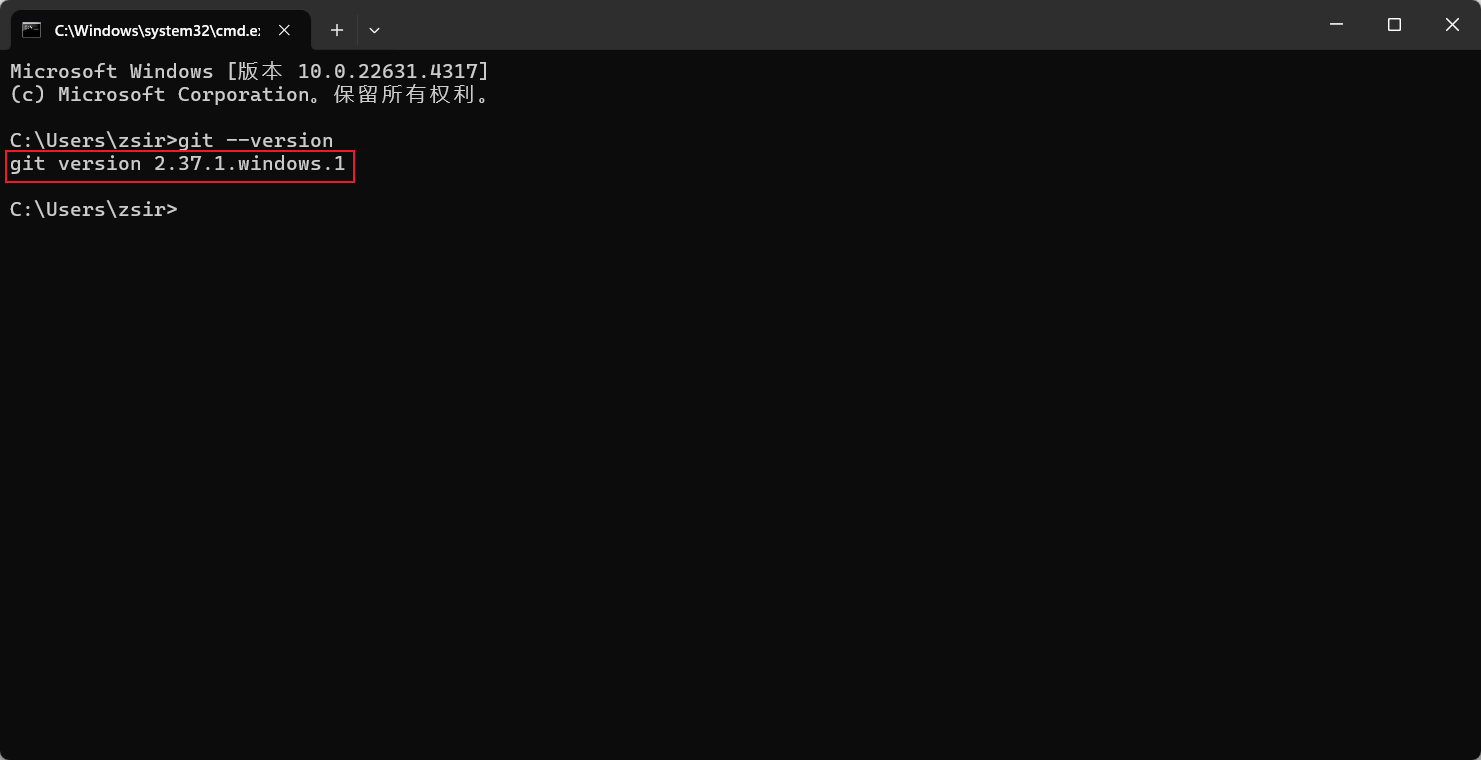 C:\Windows\system32\cmd.e
Microsoft Windows [版本 10.0.22631.4317]
(c) Microsoft Corporation。保留所有权利。
C:\Users\zsir>git --version
git version 2.37.1.windows.1
C:\Users\zsir>